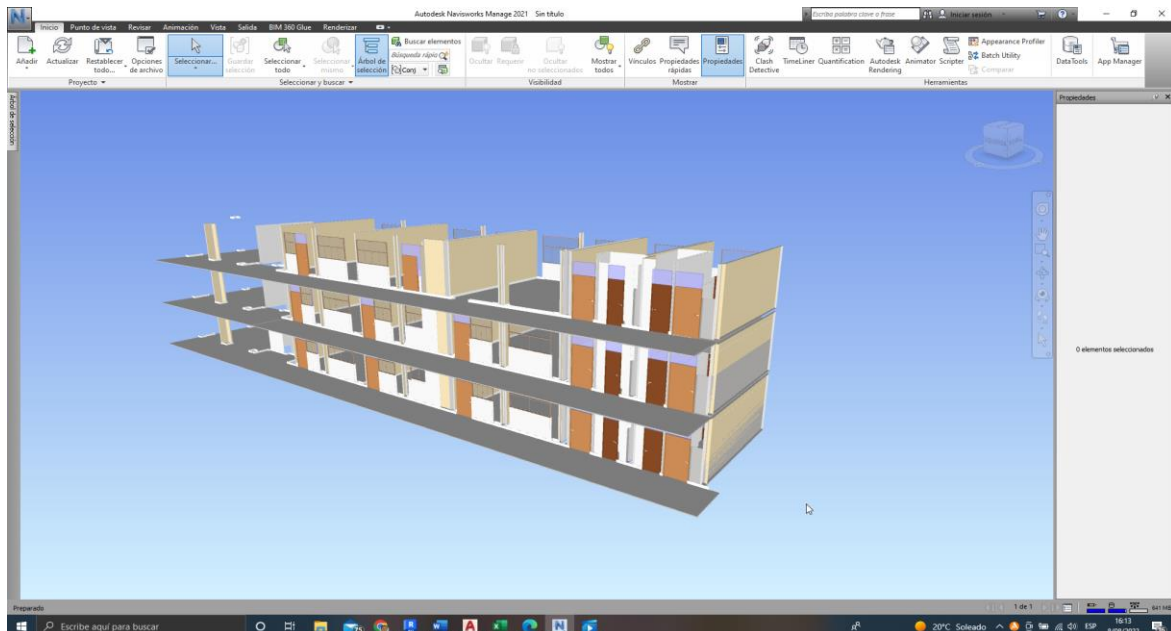 Autodesk Navisworks Manage 2021 Sin título
Escriba palabra clave o frase
Iniciar sesión
Inicio Punto de vista Revisar Animación Vista Salida BIM 360 Glue Renderizar
Añadir Actualizar Restablecer todo... Opciones de archivo
Proyecto
Seleccionar... Guardar selección Seleccionar todo Seleccionar mismo Árbol de selección
Buscar elementos
Búsqueda rápida
Conj
Seleccionar y buscar
Ocultar Requerir Ocultar no seleccionados Mostrar todos
Visibilidad
Vínculos Propiedades rápidas Propiedades
Mostrar
Clash Detective TimeLiner Quantification Autodesk Rendering Animator Scripter
Appearance Profiler
Batch Utility
Comparar
Herramientas
DataTools App Manager
Árbol de selección
Propiedades
0 elementos seleccionados
Preparado
1 de 1
641 MB
Escribe aquí para buscar
20°C Soleado
ESP
16:13